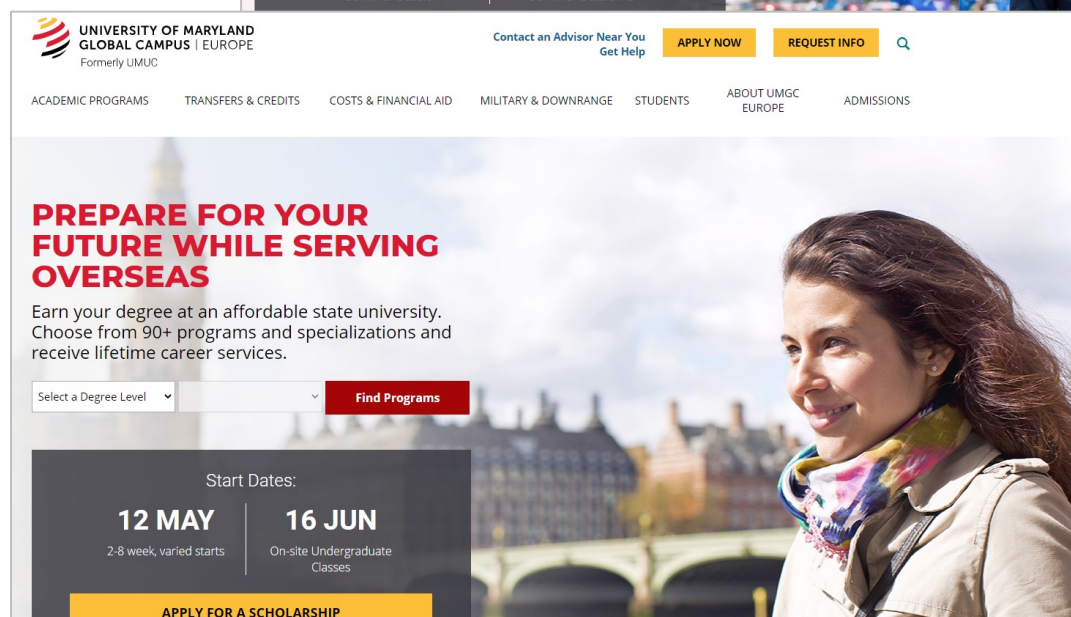 UNIVERSITY OF MARYLAND
GLOBAL CAMPUS | EUROPE
Formerly UMUC
Contact an Advisor Near You
Get Help
APPLY NOW
REQUEST INFO
ACADEMIC PROGRAMS
TRANSFERS & CREDITS
COSTS & FINANCIAL AID
MILITARY & DOWNRANGE
STUDENTS
ABOUT UMGC
EUROPE
ADMISSIONS
PREPARE FOR YOUR
FUTURE WHILE SERVING
OVERSEAS
Earn your degree at an affordable state university.
Choose from 90+ programs and specializations and
receive lifetime career services.
Select a Degree Level
Find Programs
Start Dates:
12 MAY
2-8 week, varied starts
16 JUN
On-site Undergraduate
Classes
APPLY FOR A SCHOLARSHIP